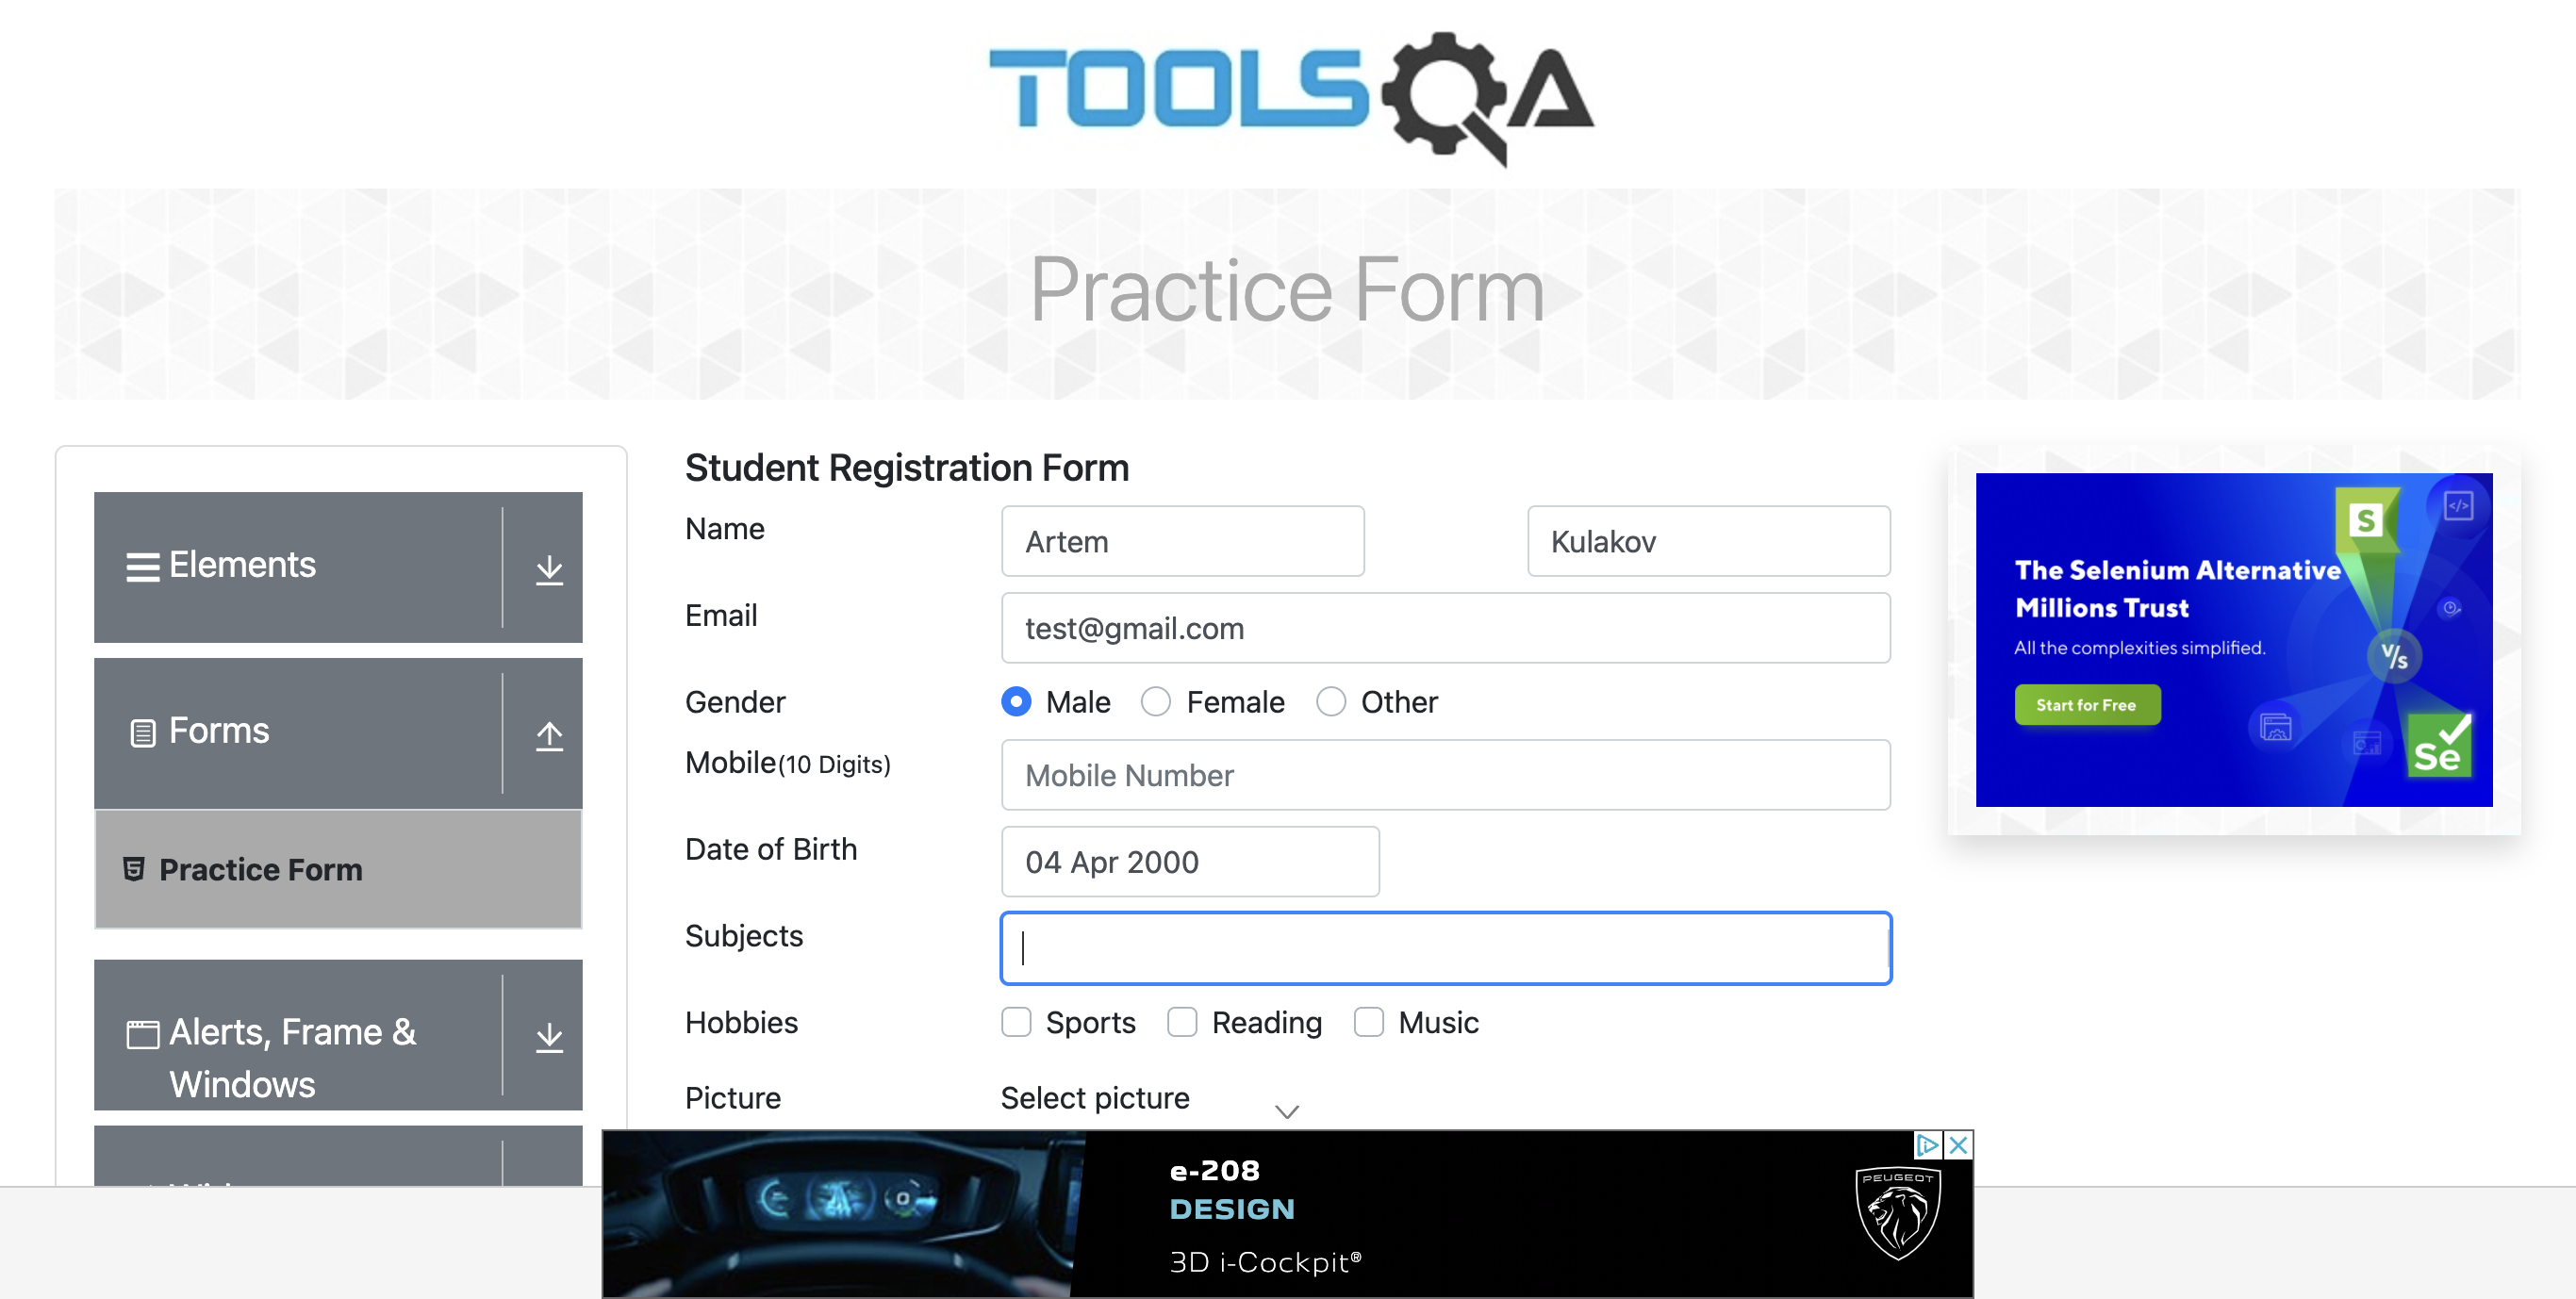 TOOLSQA
Practice Form
Elements
Forms
Practice Form
Alerts, Frame &
Windows
Student Registration Form
Name
Artem
Kulakov
Email
test@gmail.com
Gender
Male
Female
Other
Mobile(10 Digits)
Mobile Number
Date of Birth
04 Apr 2000
Subjects
Hobbies
Sports
Reading
Music
Picture
Select picture
The Selenium Alternative
Millions Trust
All the complexities simplified.
Start for Free
S
</>
V/s
Se
e-208
DESIGN
3D i-Cockpit®
PEUGEOT